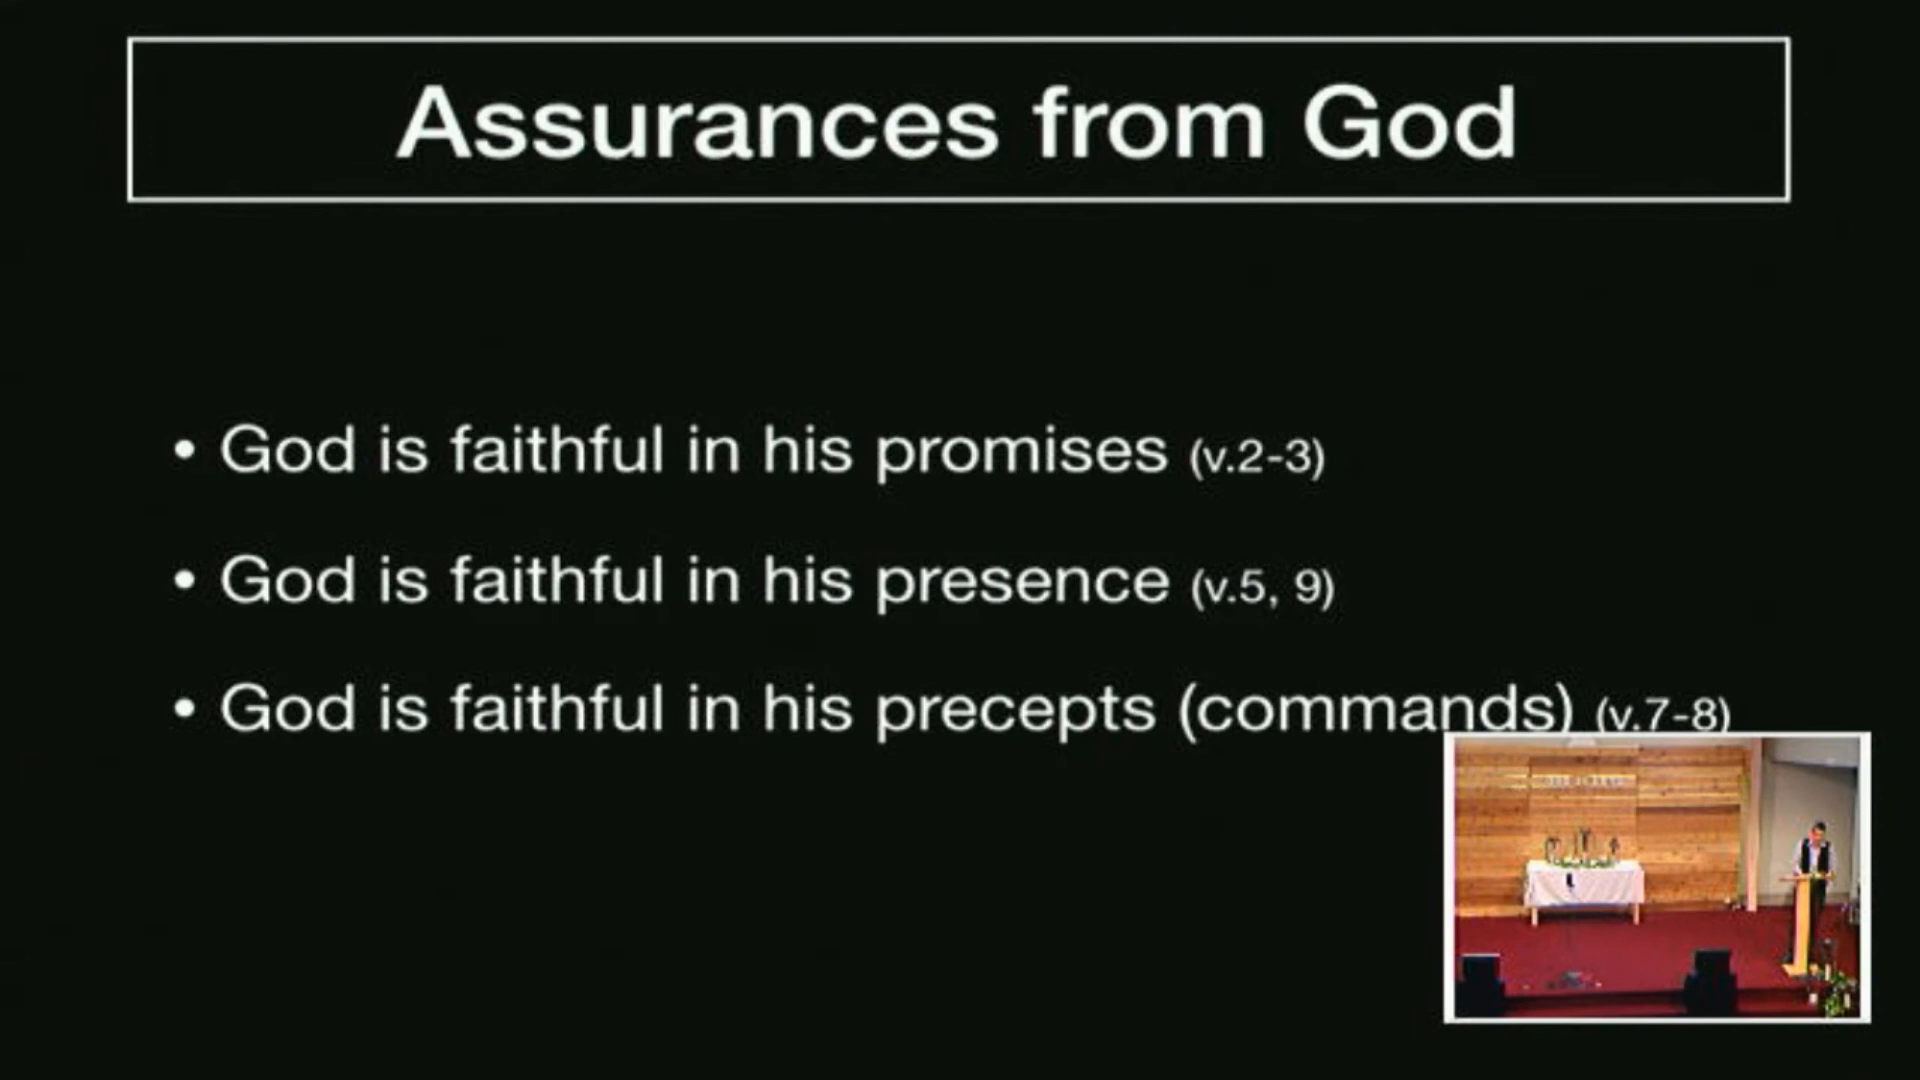 Assurances from God
• God is faithful in his promises (v.2-3)
• God is faithful in his presence (v.5, 9)
• God is faithful in his precepts (commands) (v.7-8)